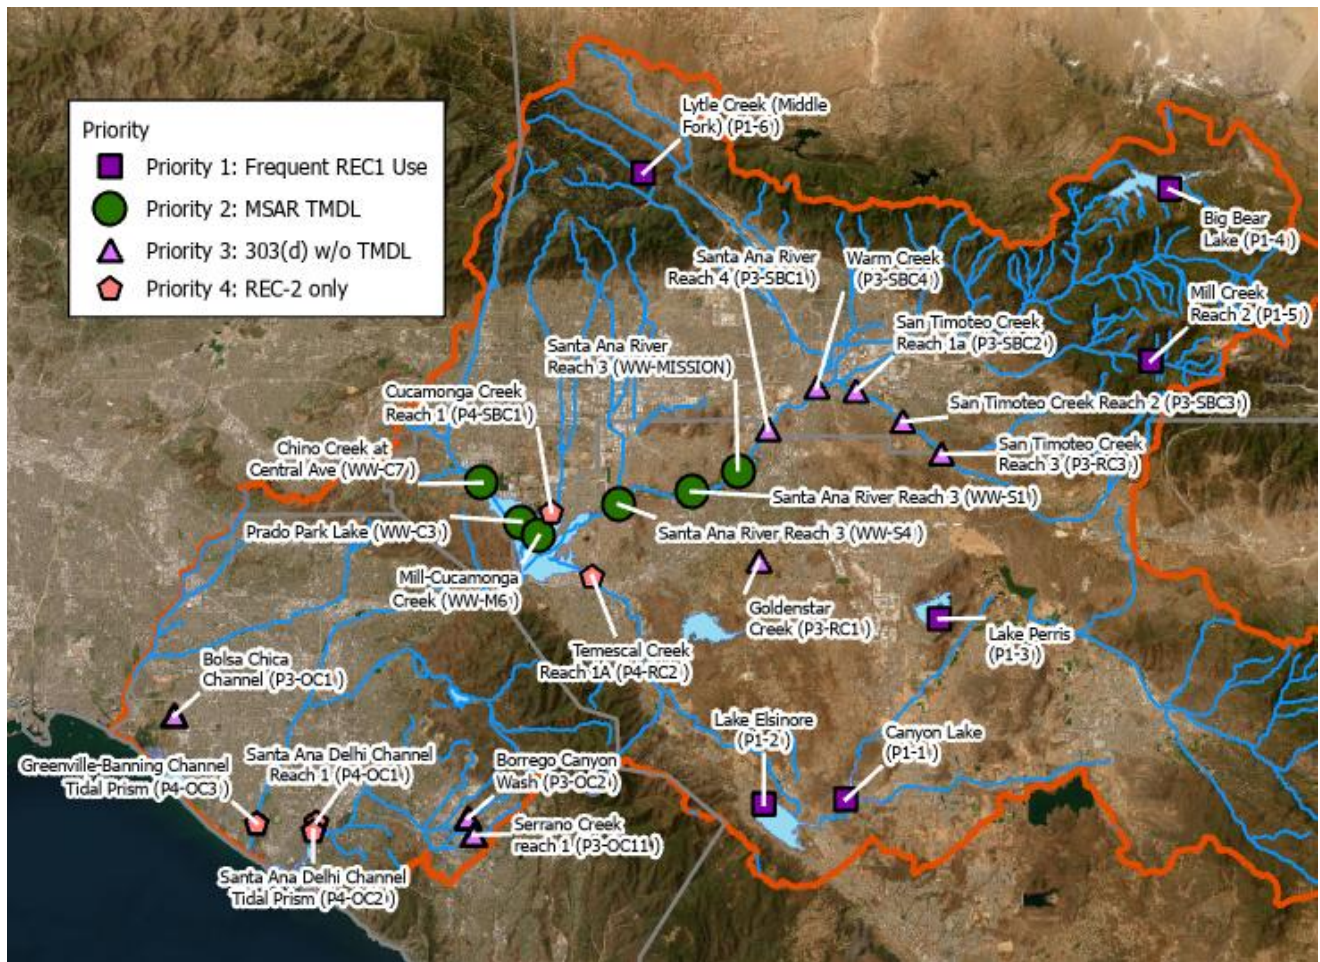 Priority
Priority 1: Frequent REC1 Use
Priority 2: MSAR TMDL
Priority 3: 303(d) w/o TMDL
Priority 4: REC-2 only
Lytle Creek (Middle
Fork) (P1-6)
Big Bear
Lake (P1-4)
Santa Ana River
Reach 4 (P3-SBC1)
Warm Creek
(P3-SBC4)
Mill Creek
Reach 2 (P1-5)
San Timoteo Creek
Reach 1a (P3-SBC2)
Santa Ana River
Reach 3 (WW-MISSION)
Cucamonga Creek
Reach 1 (P4-SBC1)
San Timoteo Creek Reach 2 (P3-SBC3)
Chino Creek at
Central Ave (WW-C7)
San Timoteo Creek
Reach 3 (P3-RC3)
Santa Ana River Reach 3 (WW-S1)
Prado Park Lake (WW-C3)
Santa Ana River Reach 3 (WW-S4)
Mill-Cucamonga
Creek (WW-M6)
Goldenstar
Creek (P3-RC1)
Lake Perris
(P1-3)
Temescal Creek
Reach 1A (P4-RC2)
Bolsa Chica
Channel (P3-OC1)
Lake Elsinore
(P1-2)
Canyon Lake
(P1-1)
Greenville-Banning Channel
Tidal Prism (P4-OC3)
Santa Ana Delhi Channel
Reach 1 (P4-OC1)
Borrego Canyon
Wash (P3-OC2)
Serrano Creek
reach 1 (P3-OC11)
Santa Ana Delhi Channel
Tidal Prism (P4-OC2)